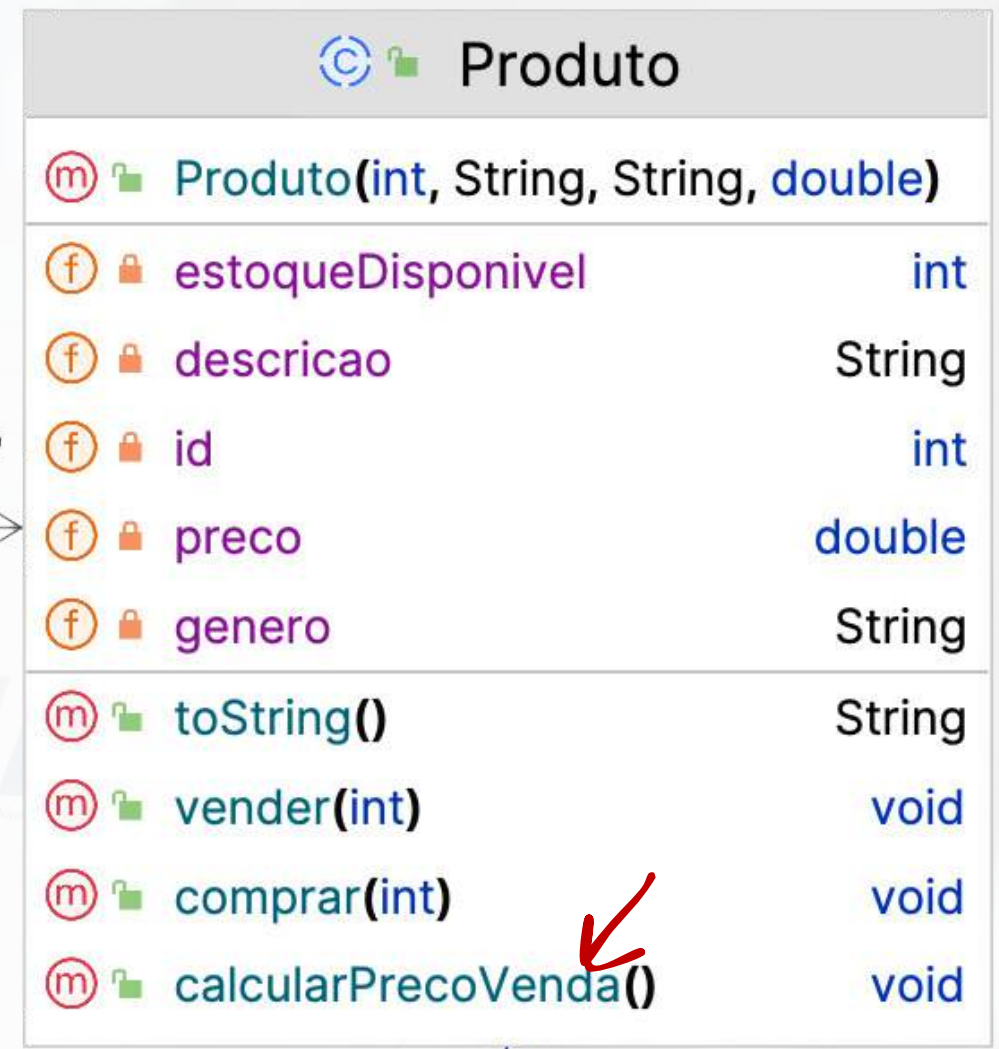 Produto
Produto(int, String, String, double)
estoqueDisponivel int
descricao String
id int
preco double
genero String
toString() String
vender(int) void
comprar(int) void
calcularPrecoVenda() void